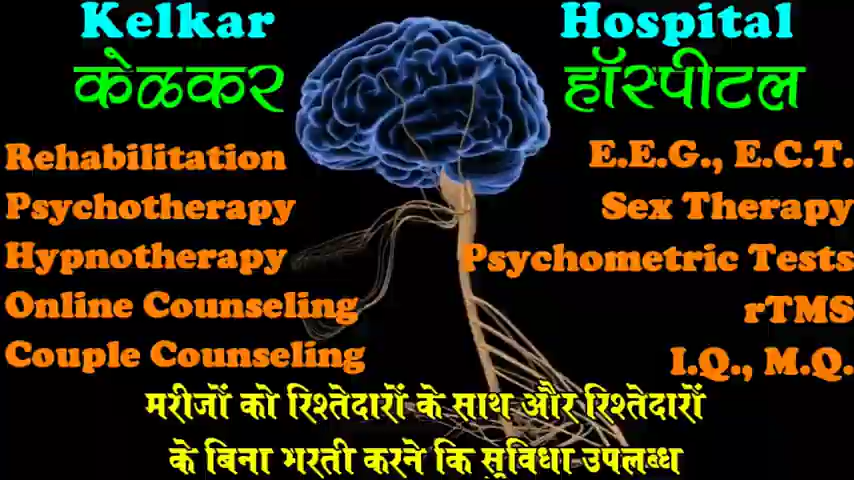 Kelkar Hospital
केळकर हॉस्पीटल
Rehabilitation
Psychotherapy
Hypnotherapy
Online Counseling
Couple Counseling
E.E.G., E.C.T.
Sex Therapy
Psychometric Tests
rTMS
I.Q., M.Q.
मरीजों को रिश्तेदारों के साथ और रिश्तेदारों
के बिना भरती करने कि सुविधा उपलब्ध